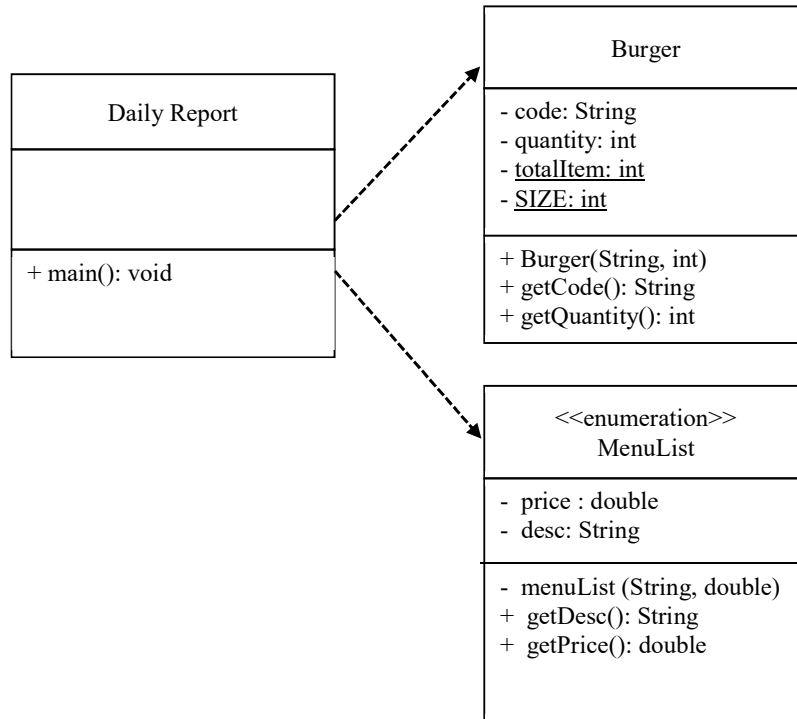 Daily Report
+ main(): void
Burger
- code: String
- quantity: int
- totalItem: int
- SIZE: int
+ Burger(String, int)
+ getCode(): String
+ getQuantity(): int
<<enumeration>>
MenuList
- price : double
- desc: String
- menuList (String, double)
+ getDesc(): String
+ getPrice(): double